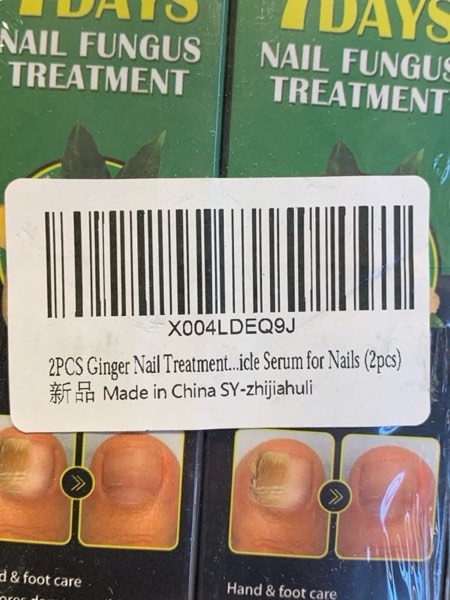 7DAYS
NAIL FUNGUS
TREATMENT
7DAYS
NAIL FUNGUS
TREATMENT
X004LDEQ9J
2PCS Ginger Nail Treatment...icle Serum for Nails (2pcs)
新品 Made in China SY-zhijiahuli
d & foot care
Hand & foot care